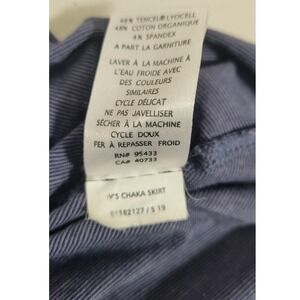 48% TENCEL® LYOCELL
48% COTON ORGANIQUE
4% SPANDEX
A PART LA GARNITURE
LAVER À LA MACHINE À
L'EAU FROIDE AVEC
DES COULEURS
SIMILAIRES
CYCLE DÉLICAT
NE PAS JAVELLISER
SÉCHER À LA MACHINE
CYCLE DOUX
FER À REPASSER FROID
RN# 95433
CA# 40733
W'S CHAKA SKIRT
/ S 19